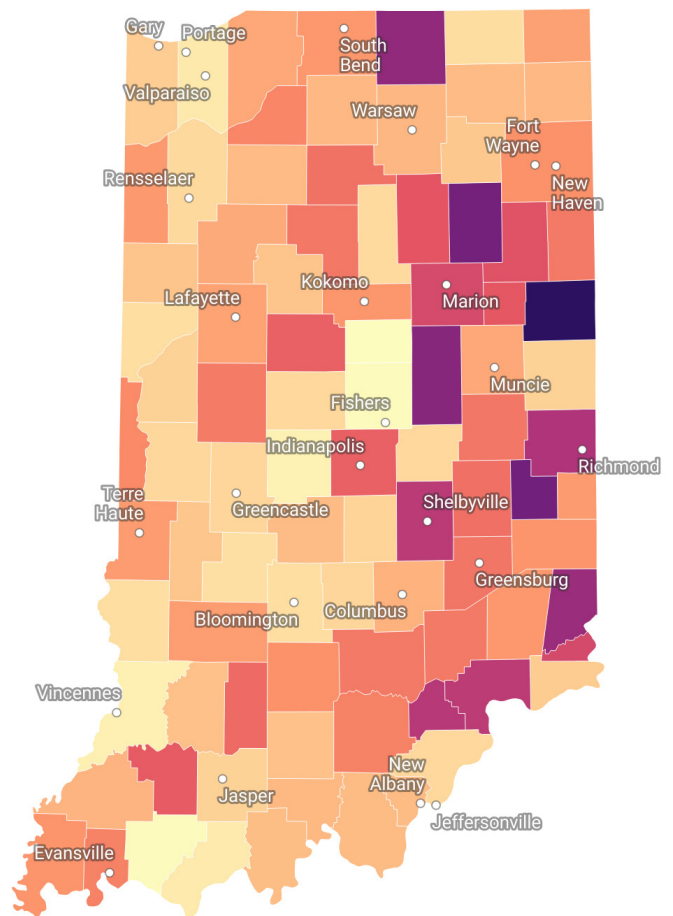 Gary
Portage
South
Bend
Valparaiso
Warsaw
Fort
Wayne
New
Haven
Rensselaer
Kokomo
Marion
Lafayette
Muncie
Fishers
Indianapolis
Richmond
Terre
Haute
Greencastle
Shelbyville
Greensburg
Bloomington
Columbus
Vincennes
New
Albany
Jasper
Jeffersonville
Evansville